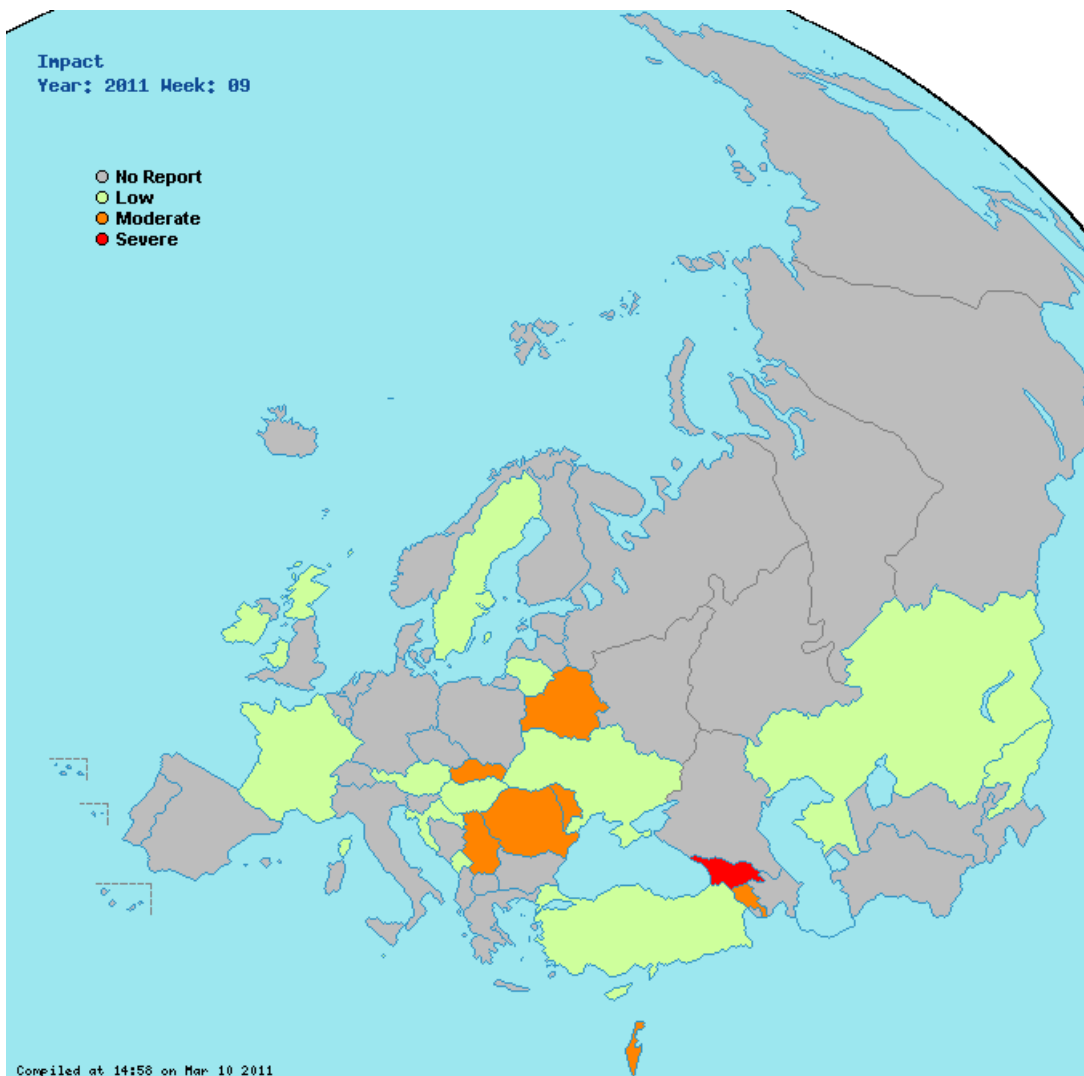 Impact
Year: 2011 Week: 09
No Report
Low
Moderate
Severe
Compiled at 14:58 on Mar 10 2011